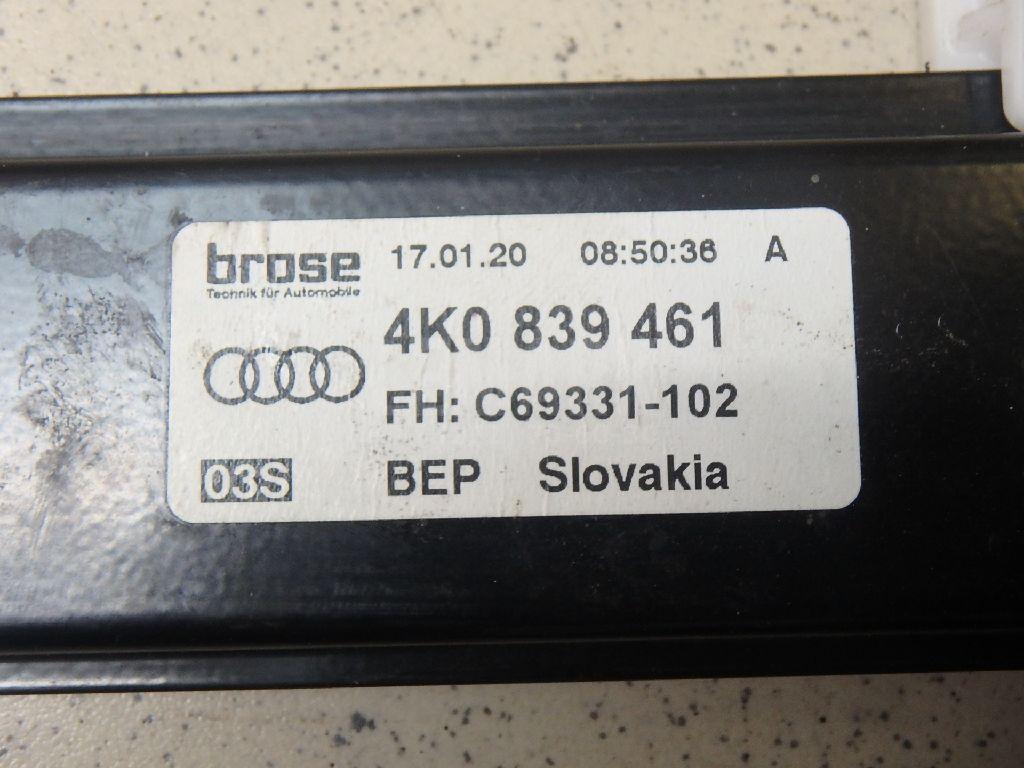 brose 17.01.20 08:50:36 A
Technik für Automobile
4K0 839 461
FH: C69331-102
03S BEP Slovakia